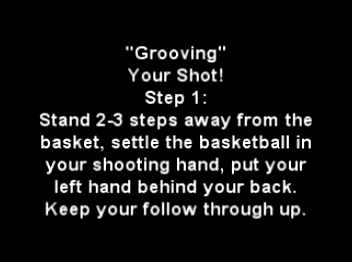 "Grooving"
Your Shot!
Step 1:
Stand 2-3 steps away from the
basket, settle the basketball in
your shooting hand, put your
left hand behind your back.
Keep your follow through up.